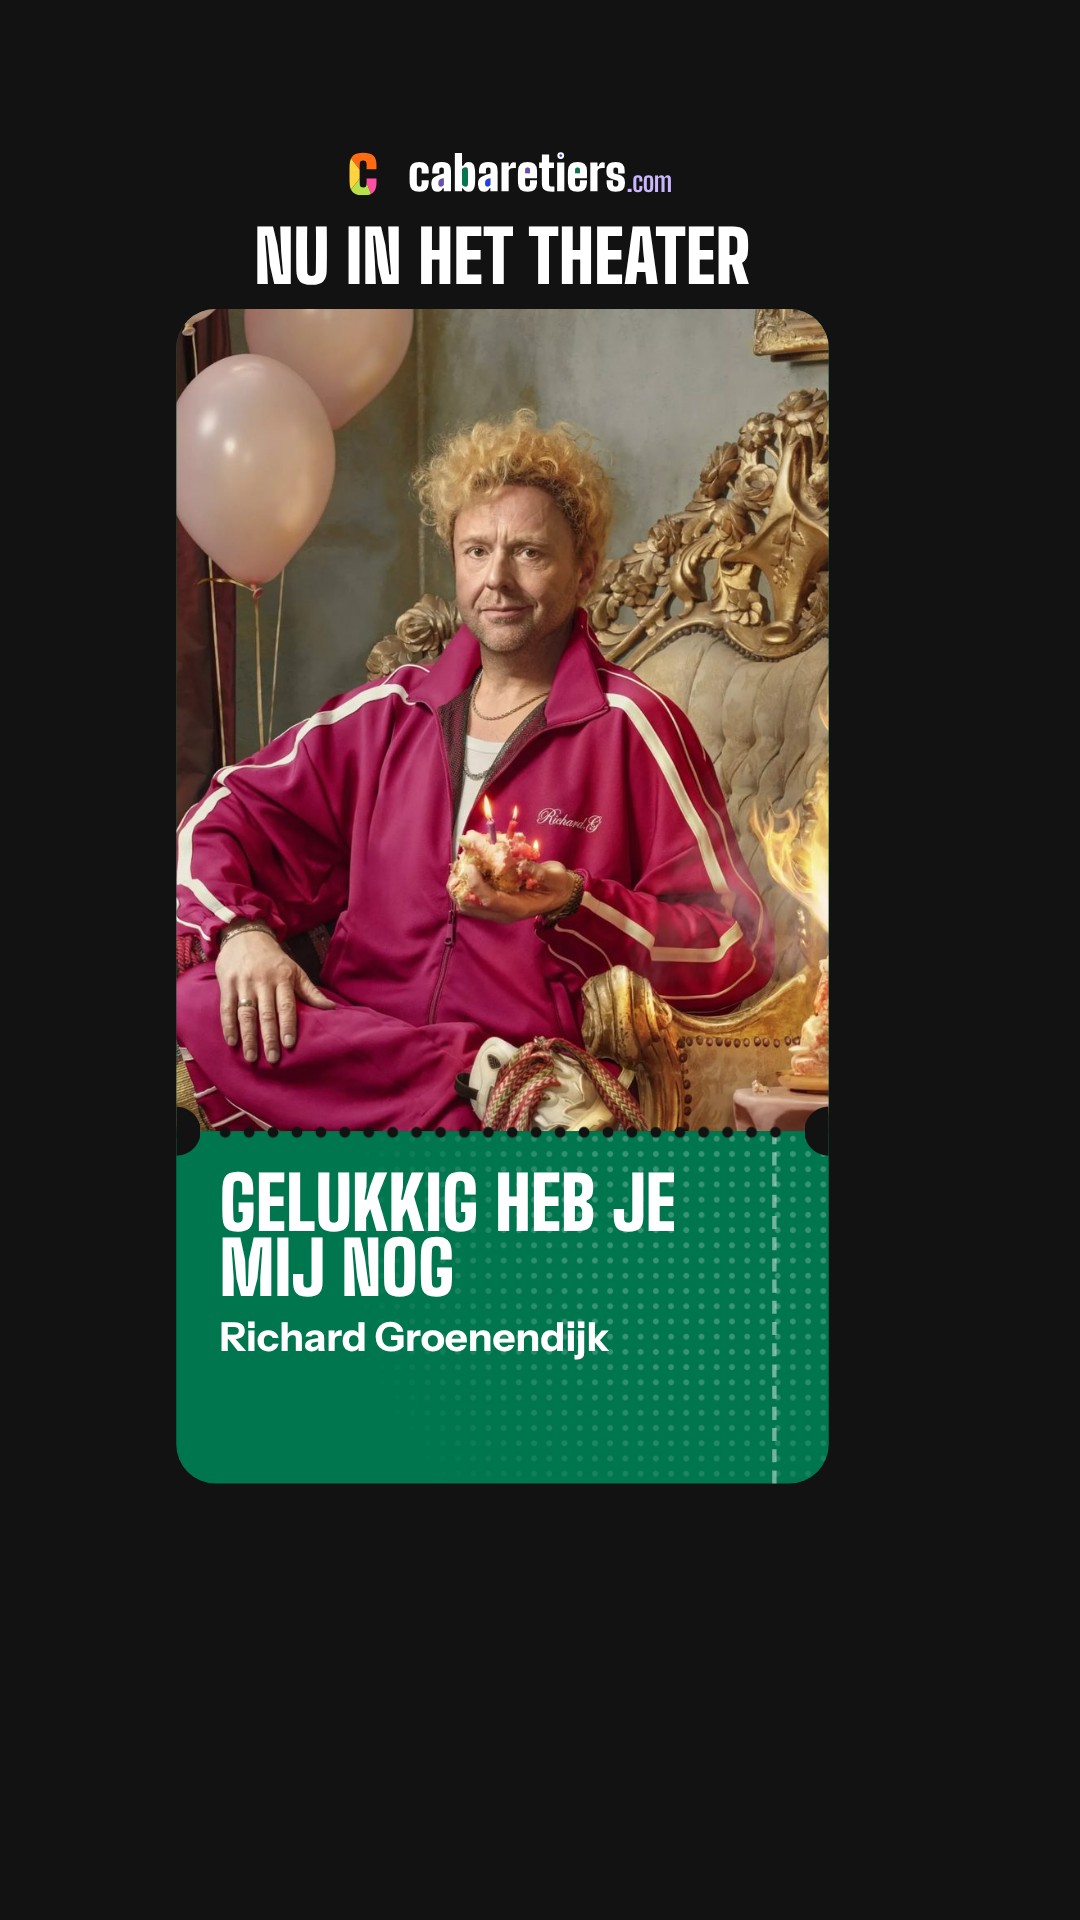 cabaretiers.com
NU IN HET THEATER
Richard.G
GELUKKIG HEB JE
MIJ NOG
Richard Groenendijk